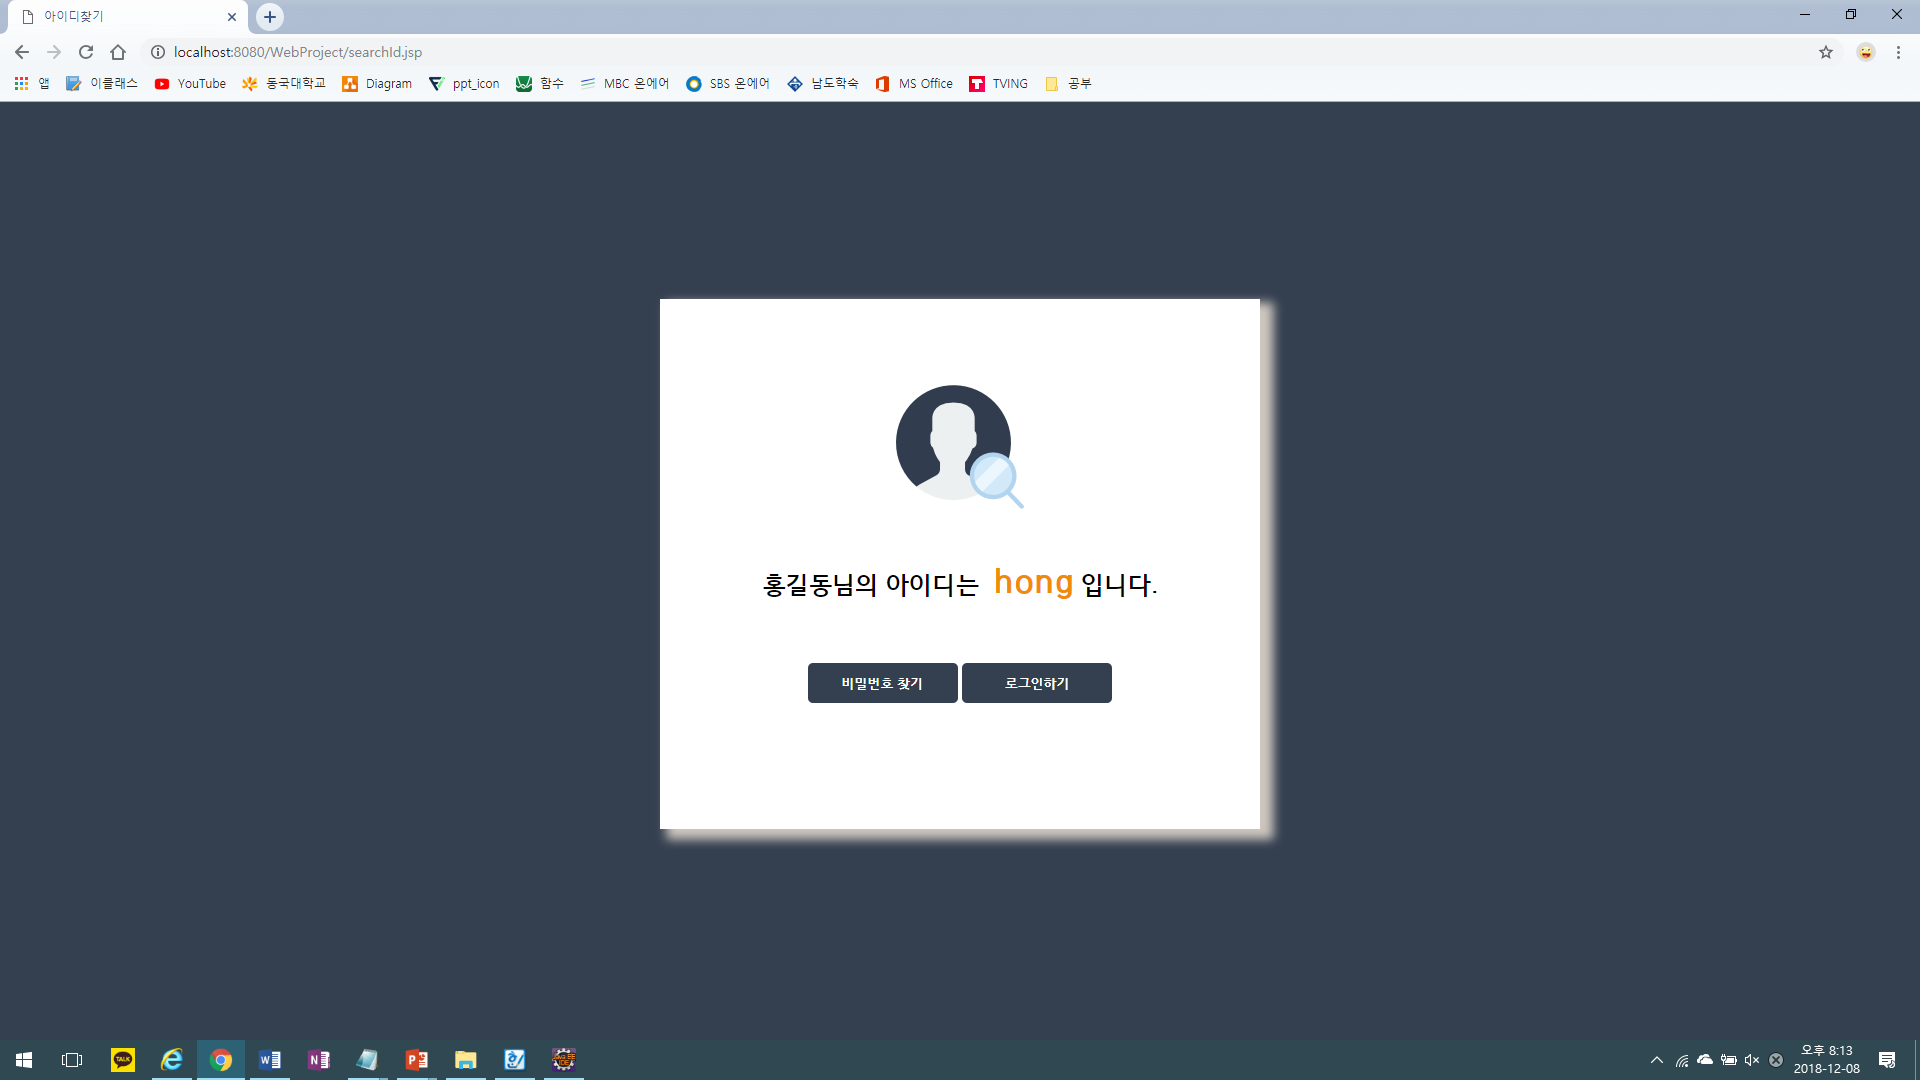 아이디찾기
localhost:8080/WebProject/searchId.jsp
앱 이클래스 YouTube 동국대학교 Diagram ppt_icon 함수 MBC 온에어 SBS 온에어 남도학숙 MS Office TVING 공부
홍길동님의 아이디는 hong 입니다.
비밀번호 찾기 로그인하기
TALK
오후 8:13
2018-12-08